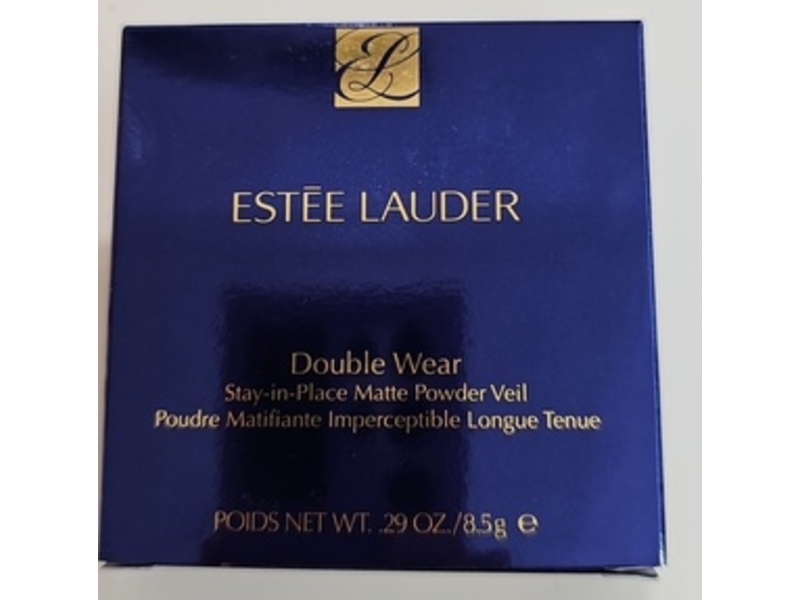 EL
ESTĒE LAUDER
Double Wear
Stay-in-Place Matte Powder Veil
Poudre Matifiante Imperceptible Longue Tenue
POIDS NET WT. .29 OZ./8.5g ℮